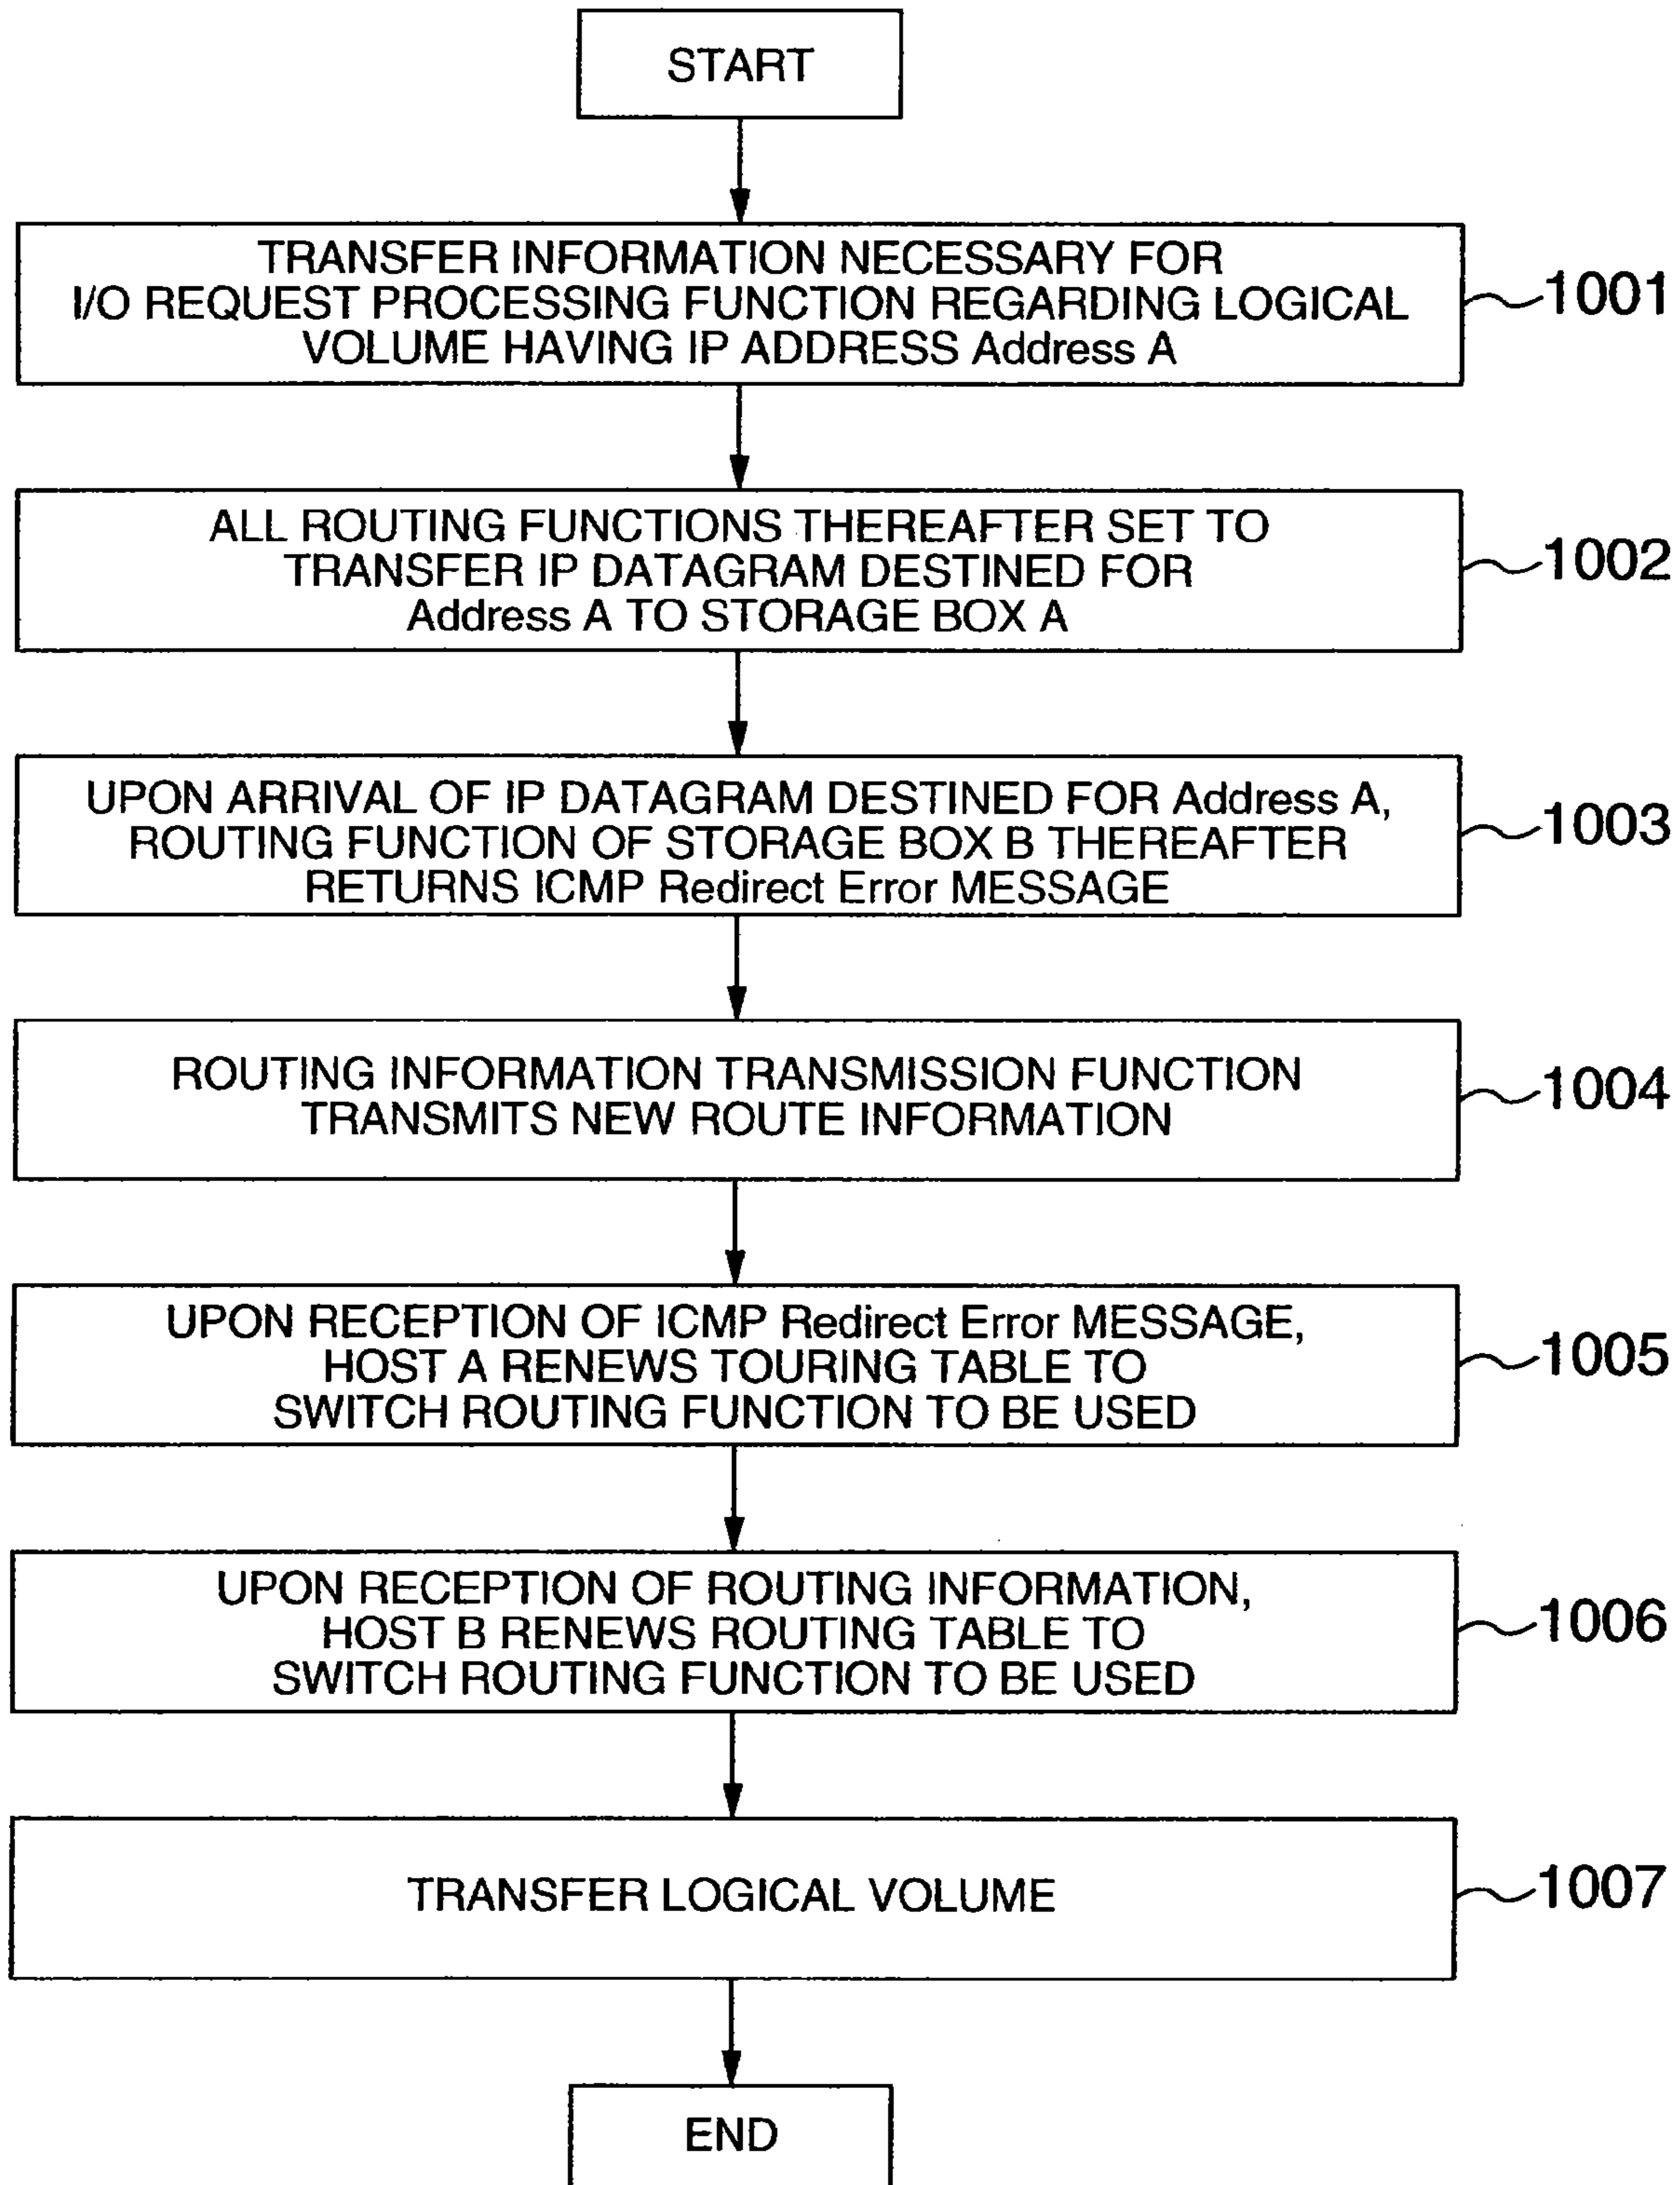 START
TRANSFER INFORMATION NECESSARY FOR
I/O REQUEST PROCESSING FUNCTION REGARDING LOGICAL
VOLUME HAVING IP ADDRESS Address A
1001
ALL ROUTING FUNCTIONS THEREAFTER SET TO
TRANSFER IP DATAGRAM DESTINED FOR
Address A TO STORAGE BOX A
1002
UPON ARRIVAL OF IP DATAGRAM DESTINED FOR Address A,
ROUTING FUNCTION OF STORAGE BOX B THEREAFTER
RETURNS ICMP Redirect Error MESSAGE
1003
ROUTING INFORMATION TRANSMISSION FUNCTION
TRANSMITS NEW ROUTE INFORMATION
1004
UPON RECEPTION OF ICMP Redirect Error MESSAGE,
HOST A RENEWS TOURING TABLE TO
SWITCH ROUTING FUNCTION TO BE USED
1005
UPON RECEPTION OF ROUTING INFORMATION,
HOST B RENEWS ROUTING TABLE TO
SWITCH ROUTING FUNCTION TO BE USED
1006
TRANSFER LOGICAL VOLUME
1007
END